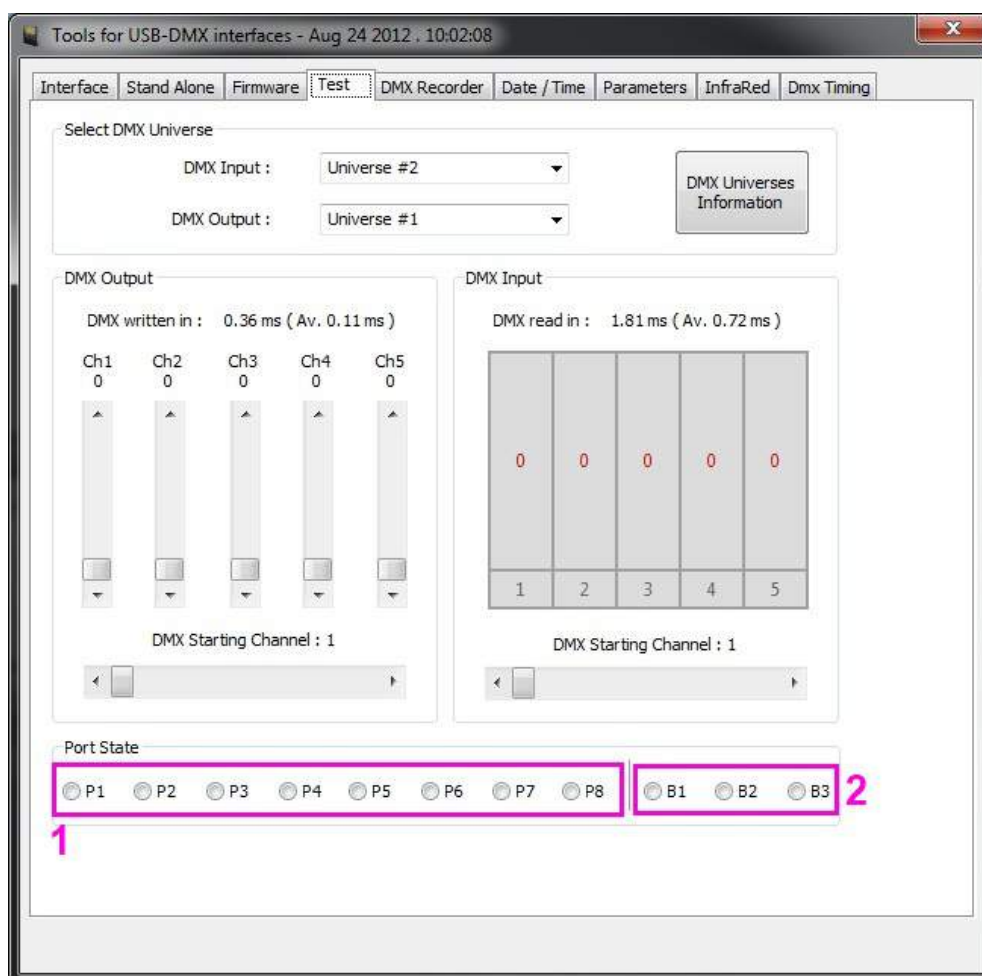 Tools for USB-DMX interfaces - Aug 24 2012 . 10:02:08
Interface Stand Alone Firmware Test DMX Recorder Date / Time Parameters InfraRed Dmx Timing
Select DMX Universe
DMX Input : Universe #2
DMX Universes
Information
DMX Output : Universe #1
DMX Output
DMX written in : 0.36 ms ( Av. 0.11 ms )
Ch1 Ch2 Ch3 Ch4 Ch5
0 0 0 0 0
DMX Starting Channel : 1
DMX Input
DMX read in : 1.81 ms ( Av. 0.72 ms )
0 0 0 0 0
1 2 3 4 5
DMX Starting Channel : 1
Port State
P1 P2 P3 P4 P5 P6 P7 P8 B1 B2 B3 2
1